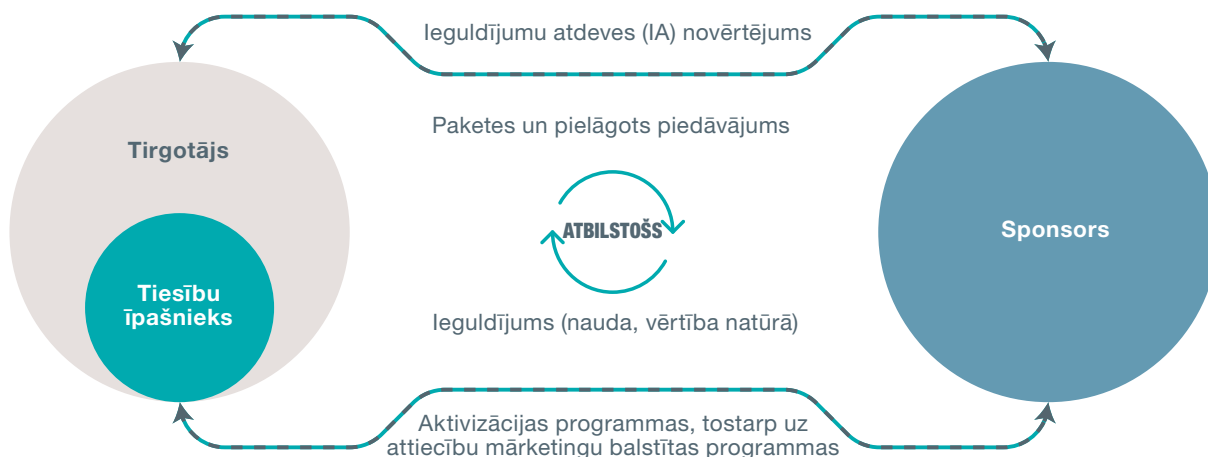 Ieguldījumu atdeves (IA) novērtējums
Paketes un pielāgots piedāvājums
Tirgotājs
ATBILSTOŠS
Sponsors
Tiesību
īpašnieks
Ieguldījums (nauda, vērtība natūrā)
Aktivizācijas programmas, tostarp uz
attiecību mārketingu balstītas programmas